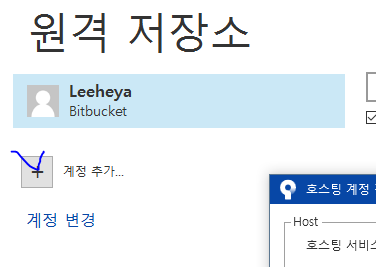 원격 저장소
Leeheya
Bitbucket
+ 계정 추가...
계정 변경
호스팅 계정
Host
호스팅 서비스